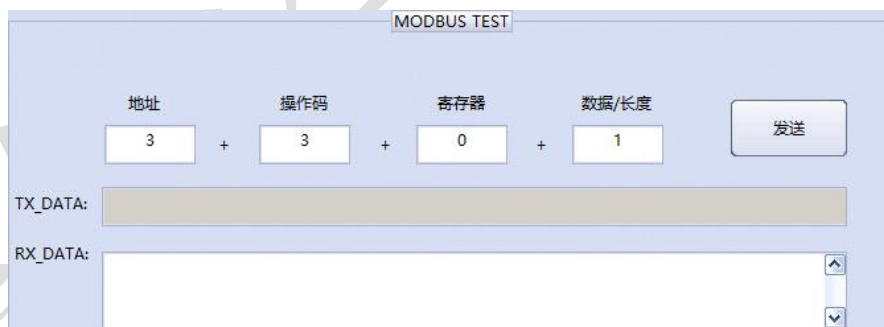 MODBUS TEST
地址 操作码 寄存器 数据/长度
3 + 3 + 0 + 1 发送
TX_DATA:
RX_DATA: